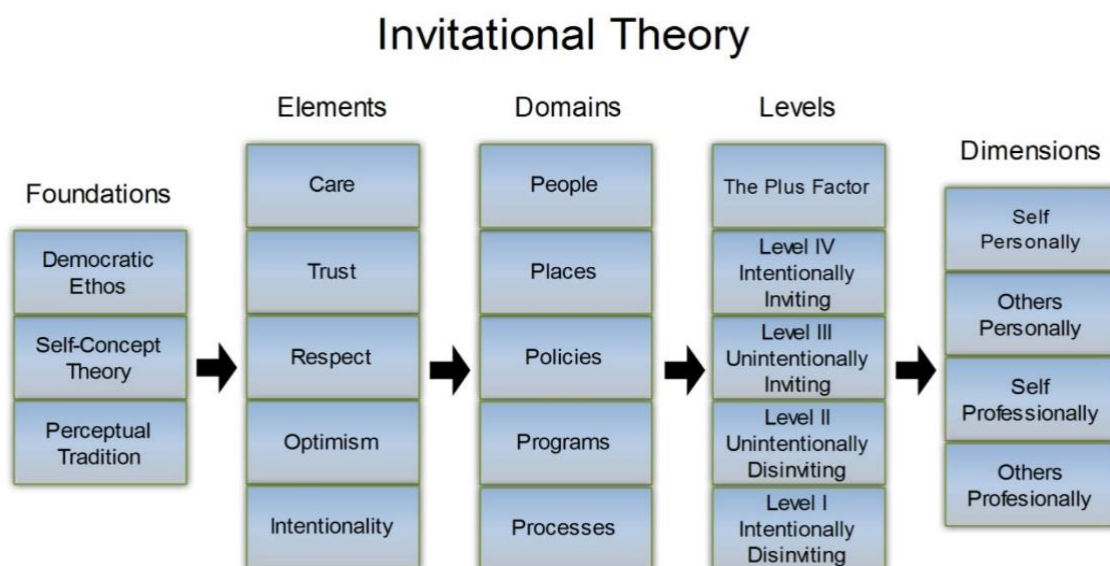 Invitational Theory
Foundations
Democratic
Ethos
Self-Concept
Theory
Perceptual
Tradition
Elements
Care
Trust
Respect
Optimism
Intentionality
Domains
People
Places
Policies
Programs
Processes
Levels
The Plus Factor
Level IV
Intentionally
Inviting
Level III
Unintentionally
Inviting
Level II
Unintentionally
Disinviting
Level I
Intentionally
Disinviting
Dimensions
Self
Personally
Others
Personally
Self
Professionally
Others
Profesionally